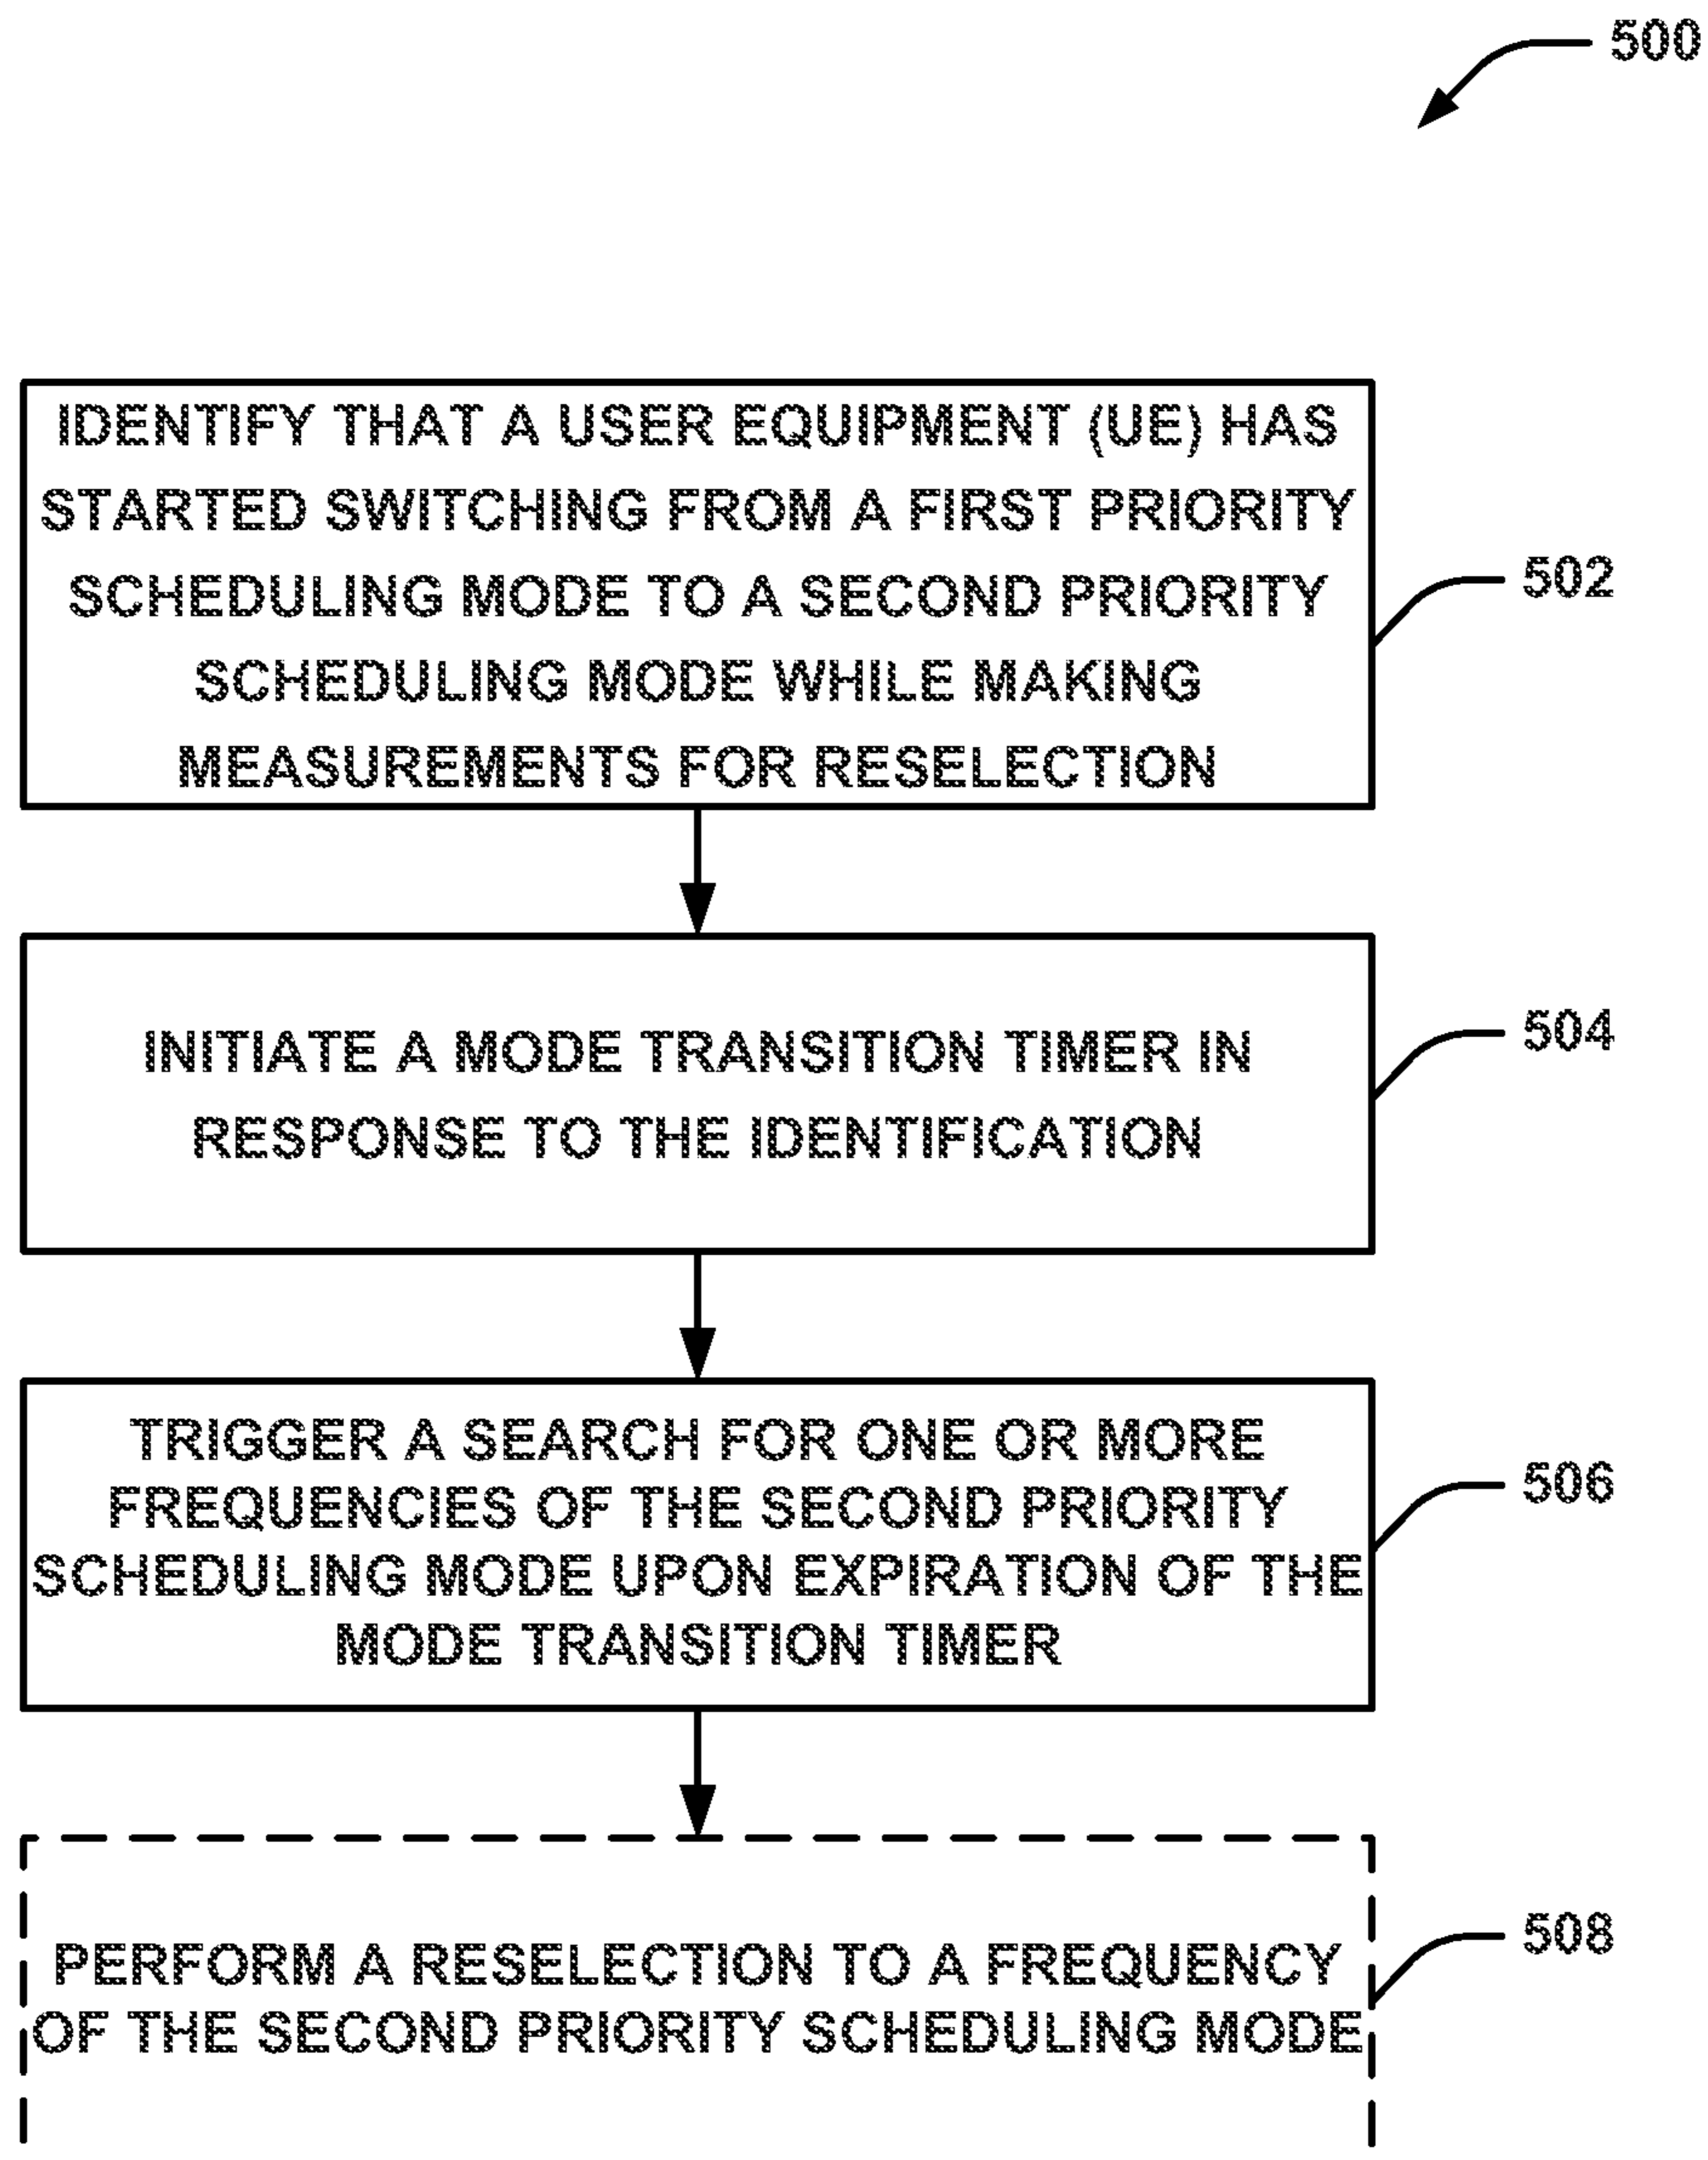 500
IDENTIFY THAT A USER EQUIPMENT (UE) HAS
STARTED SWITCHING FROM A FIRST PRIORITY
SCHEDULING MODE TO A SECOND PRIORITY
SCHEDULING MODE WHILE MAKING
MEASUREMENTS FOR RESELECTION
502
INITIATE A MODE TRANSITION TIMER IN
RESPONSE TO THE IDENTIFICATION
504
TRIGGER A SEARCH FOR ONE OR MORE
FREQUENCIES OF THE SECOND PRIORITY
SCHEDULING MODE UPON EXPIRATION OF THE
MODE TRANSITION TIMER
506
PERFORM A RESELECTION TO A FREQUENCY
OF THE SECOND PRIORITY SCHEDULING MODE
508